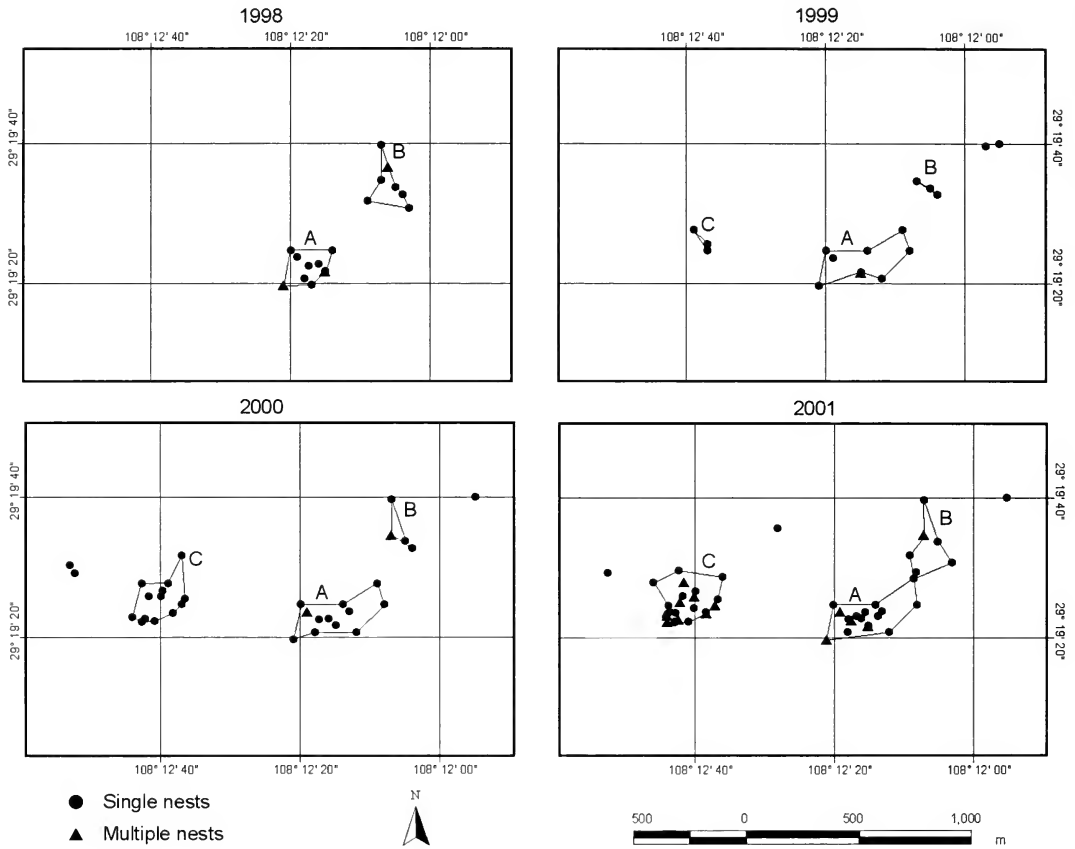 1998
1999
108° 12' 40" 108° 12' 20" 108° 12' 00"
108° 12' 40" 108° 12' 20" 108° 12' 00"
29° 19' 40"
29° 19' 20"
B
A
C
A
B
29° 19' 40"
29° 19' 20"
2000
2001
29° 19' 40"
29° 19' 20"
C
A
B
C
A
B
29° 19' 40"
29° 19' 20"
108° 12' 40" 108° 12' 20" 108° 12' 00"
108° 12' 40" 108° 12' 20" 108° 12' 00"
Single nests
Multiple nests
N
500 0 500 1,000
m